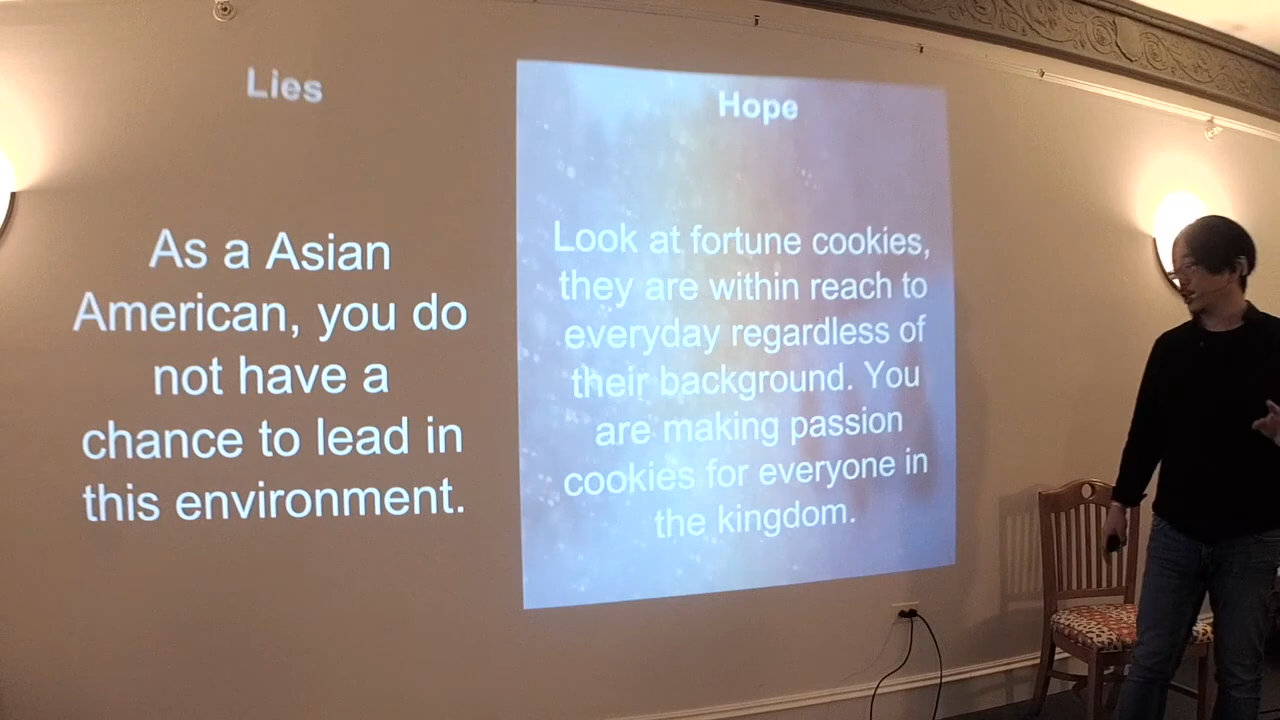 Lies
As a Asian
American, you do
not have a
chance to lead in
this environment.
Hope
Look at fortune cookies,
they are within reach to
everyday regardless of
their background. You
are making passion
cookies for everyone in
the kingdom.